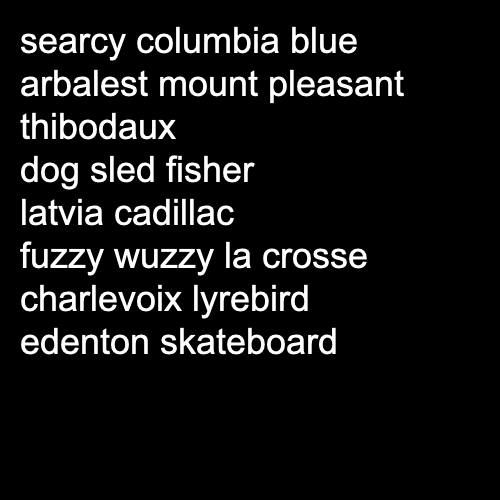 searcy columbia blue
arbalest mount pleasant
thibodaux
dog sled fisher
latvia cadillac
fuzzy wuzzy la crosse
charlevoix lyrebird
edenton skateboard